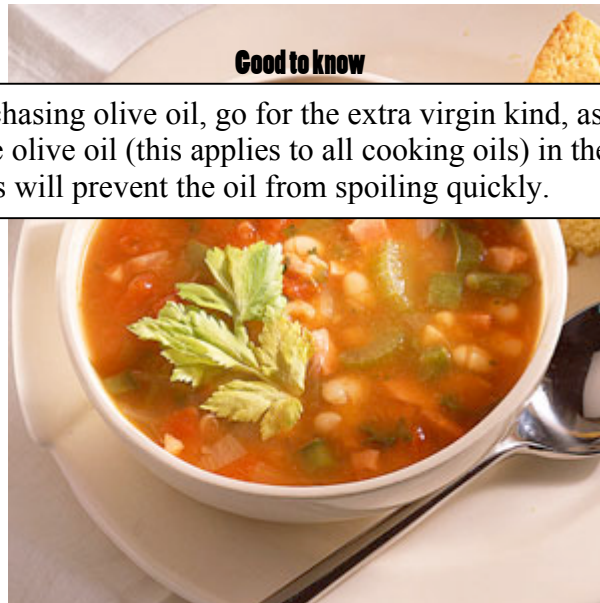 Good to know
chasing olive oil, go for the extra virgin kind, as
olive oil (this applies to all cooking oils) in the
will prevent the oil from spoiling quickly.